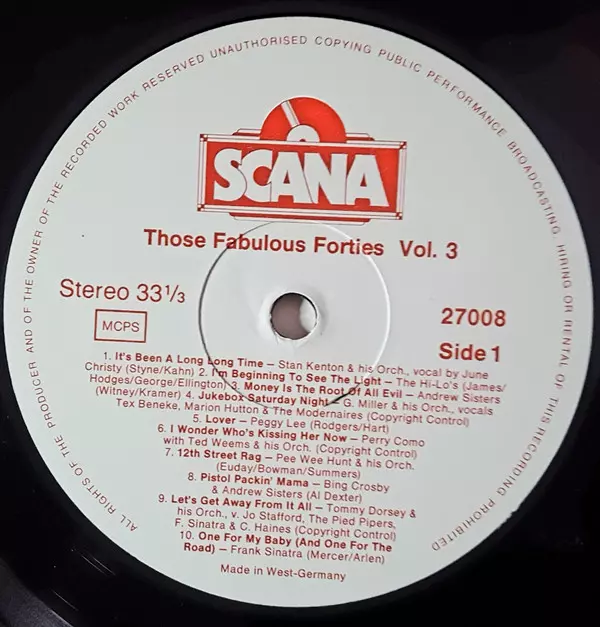 ALL RIGHTS OF THE PRODUCER AND OF THE OWNER OF THE RECORDED WORK RESERVED UNAUTHORISED COPYING PUBLIC PERFORMANCE BROADCASTING, HIRING OR RENTAL OF THIS RECORDING PROHIBITED
SCANA
Those Fabulous Forties Vol. 3
Stereo 33 1/3
MCPS
27008
Side 1
1. It's Been A Long Long Time – Stan Kenton & his Orch., vocal by June
Christy (Styne/Kahn) 2. I'm Beginning To See The Light – The Hi-Lo's (James/
Hodges/George/Ellington) 3. Money Is The Root Of All Evil – Andrew Sisters
(Witney/Kramer) 4. Jukebox Saturday Night – G. Miller & his Orch., vocals
Tex Beneke, Marion Hutton & The Modernaires (Copyright Control)
5. Lover – Peggy Lee (Rodgers/Hart)
6. I Wonder Who's Kissing Her Now – Perry Como
with Ted Weems & his Orch. (Copyright Control)
7. 12th Street Rag – Pee Wee Hunt & his Orch.
(Euday/Bowman/Summers)
8. Pistol Packin' Mama – Bing Crosby
& Andrew Sisters (Al Dexter)
9. Let's Get Away From It All – Tommy Dorsey &
his Orch., v. Jo Stafford, The Pied Pipers,
F. Sinatra & C. Haines (Copyright Control)
10. One For My Baby (And One For The
Road) – Frank Sinatra (Mercer/Arlen)
Made in West-Germany